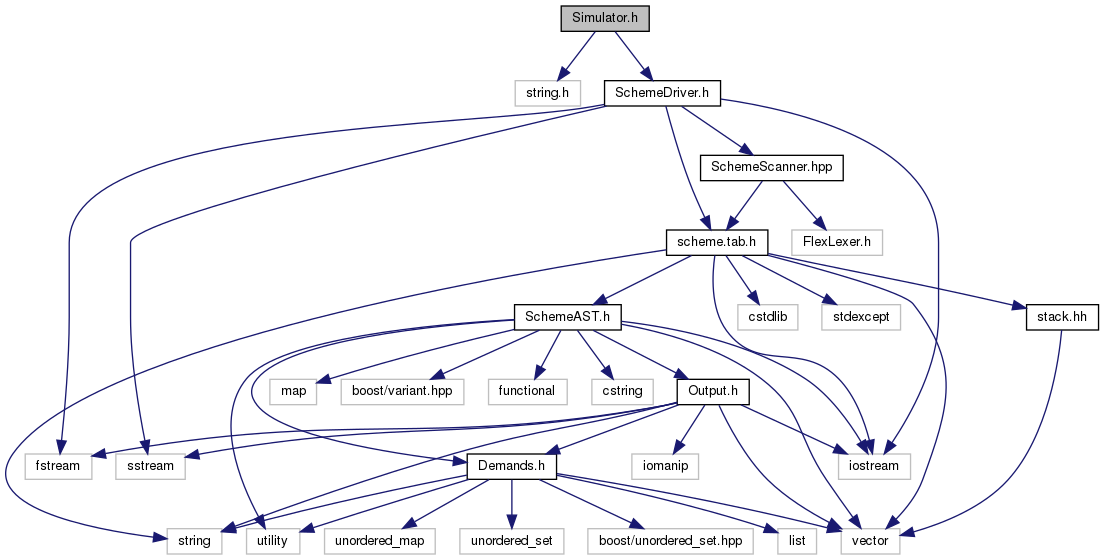 Simulator.h
string.h
SchemeDriver.h
SchemeScanner.hpp
scheme.tab.h
FlexLexer.h
SchemeAST.h
cstdlib
stdexcept
stack.hh
map
boost/variant.hpp
functional
cstring
Output.h
fstream
sstream
Demands.h
iomanip
iostream
string
utility
unordered_map
unordered_set
boost/unordered_set.hpp
list
vector